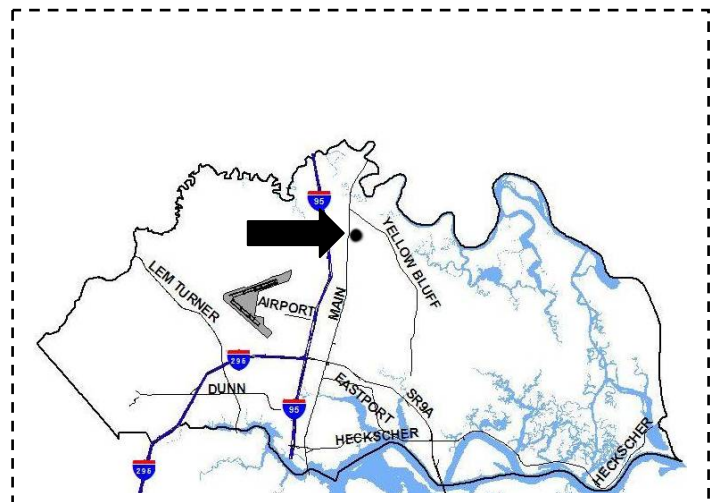 95
YELLOW BLUFF
LEM TURNER
AIRPORT
MAIN
295
DUNN
95
EASTPORT
SR9A
HECKSCHER
HECKSCHER
295